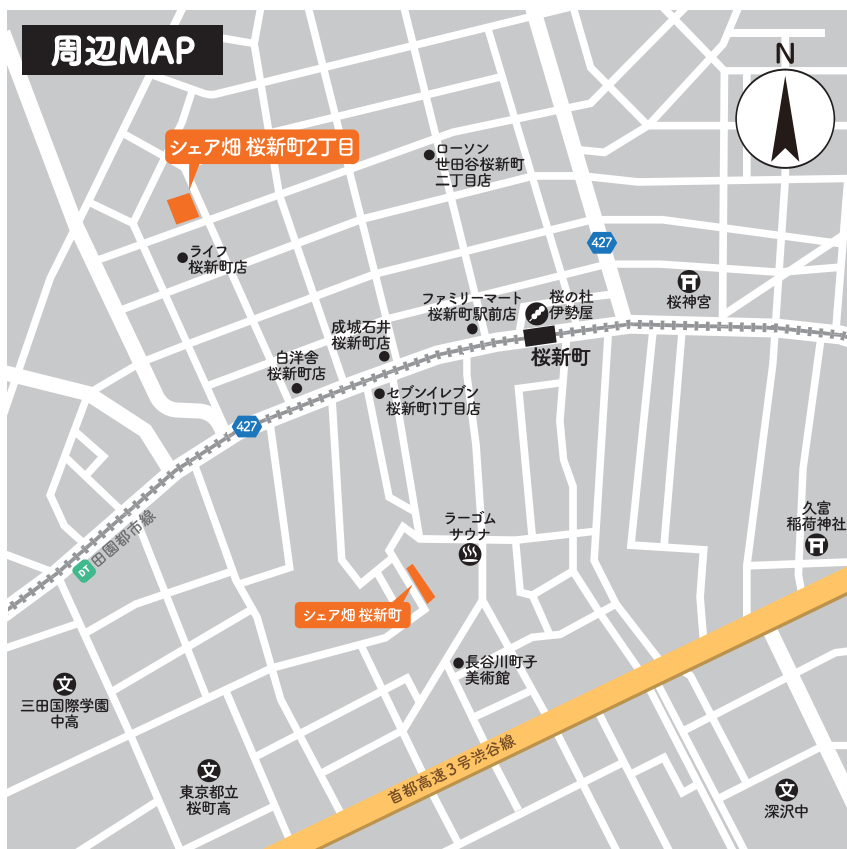 周辺MAP
N
シェア畑 桜新町2丁目
ローソン
世田谷桜新町
二丁目店
427
ライフ
桜新町店
桜神宮
ファミリーマート
桜新町駅前店
桜の杜
伊勢屋
成城石井
桜新町店
桜新町
白洋舎
桜新町店
セブンイレブン
桜新町1丁目店
427
ラーゴム
サウナ
久富
稲荷神社
田園都市線
DT
シェア畑 桜新町
長谷川町子
美術館
文
三田国際学園
中高
首都高速3号渋谷線
文
東京都立
桜町高
文
深沢中